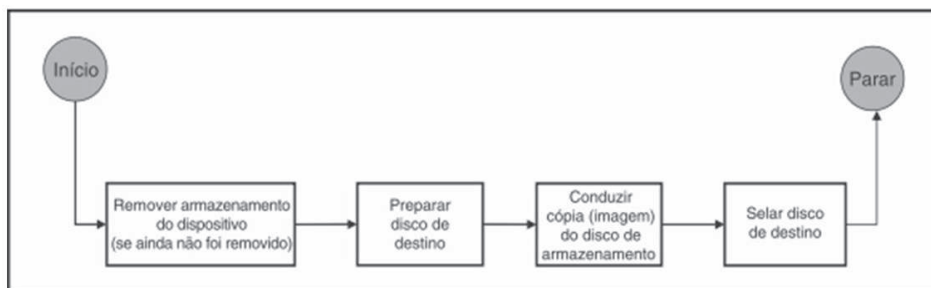 Início
Remover armazenamento
do dispositivo
(se ainda não foi removido)
Preparar
disco de
destino
Conduzir
cópia (imagem)
do disco de
armazenamento
Selar disco
de destino
Parar